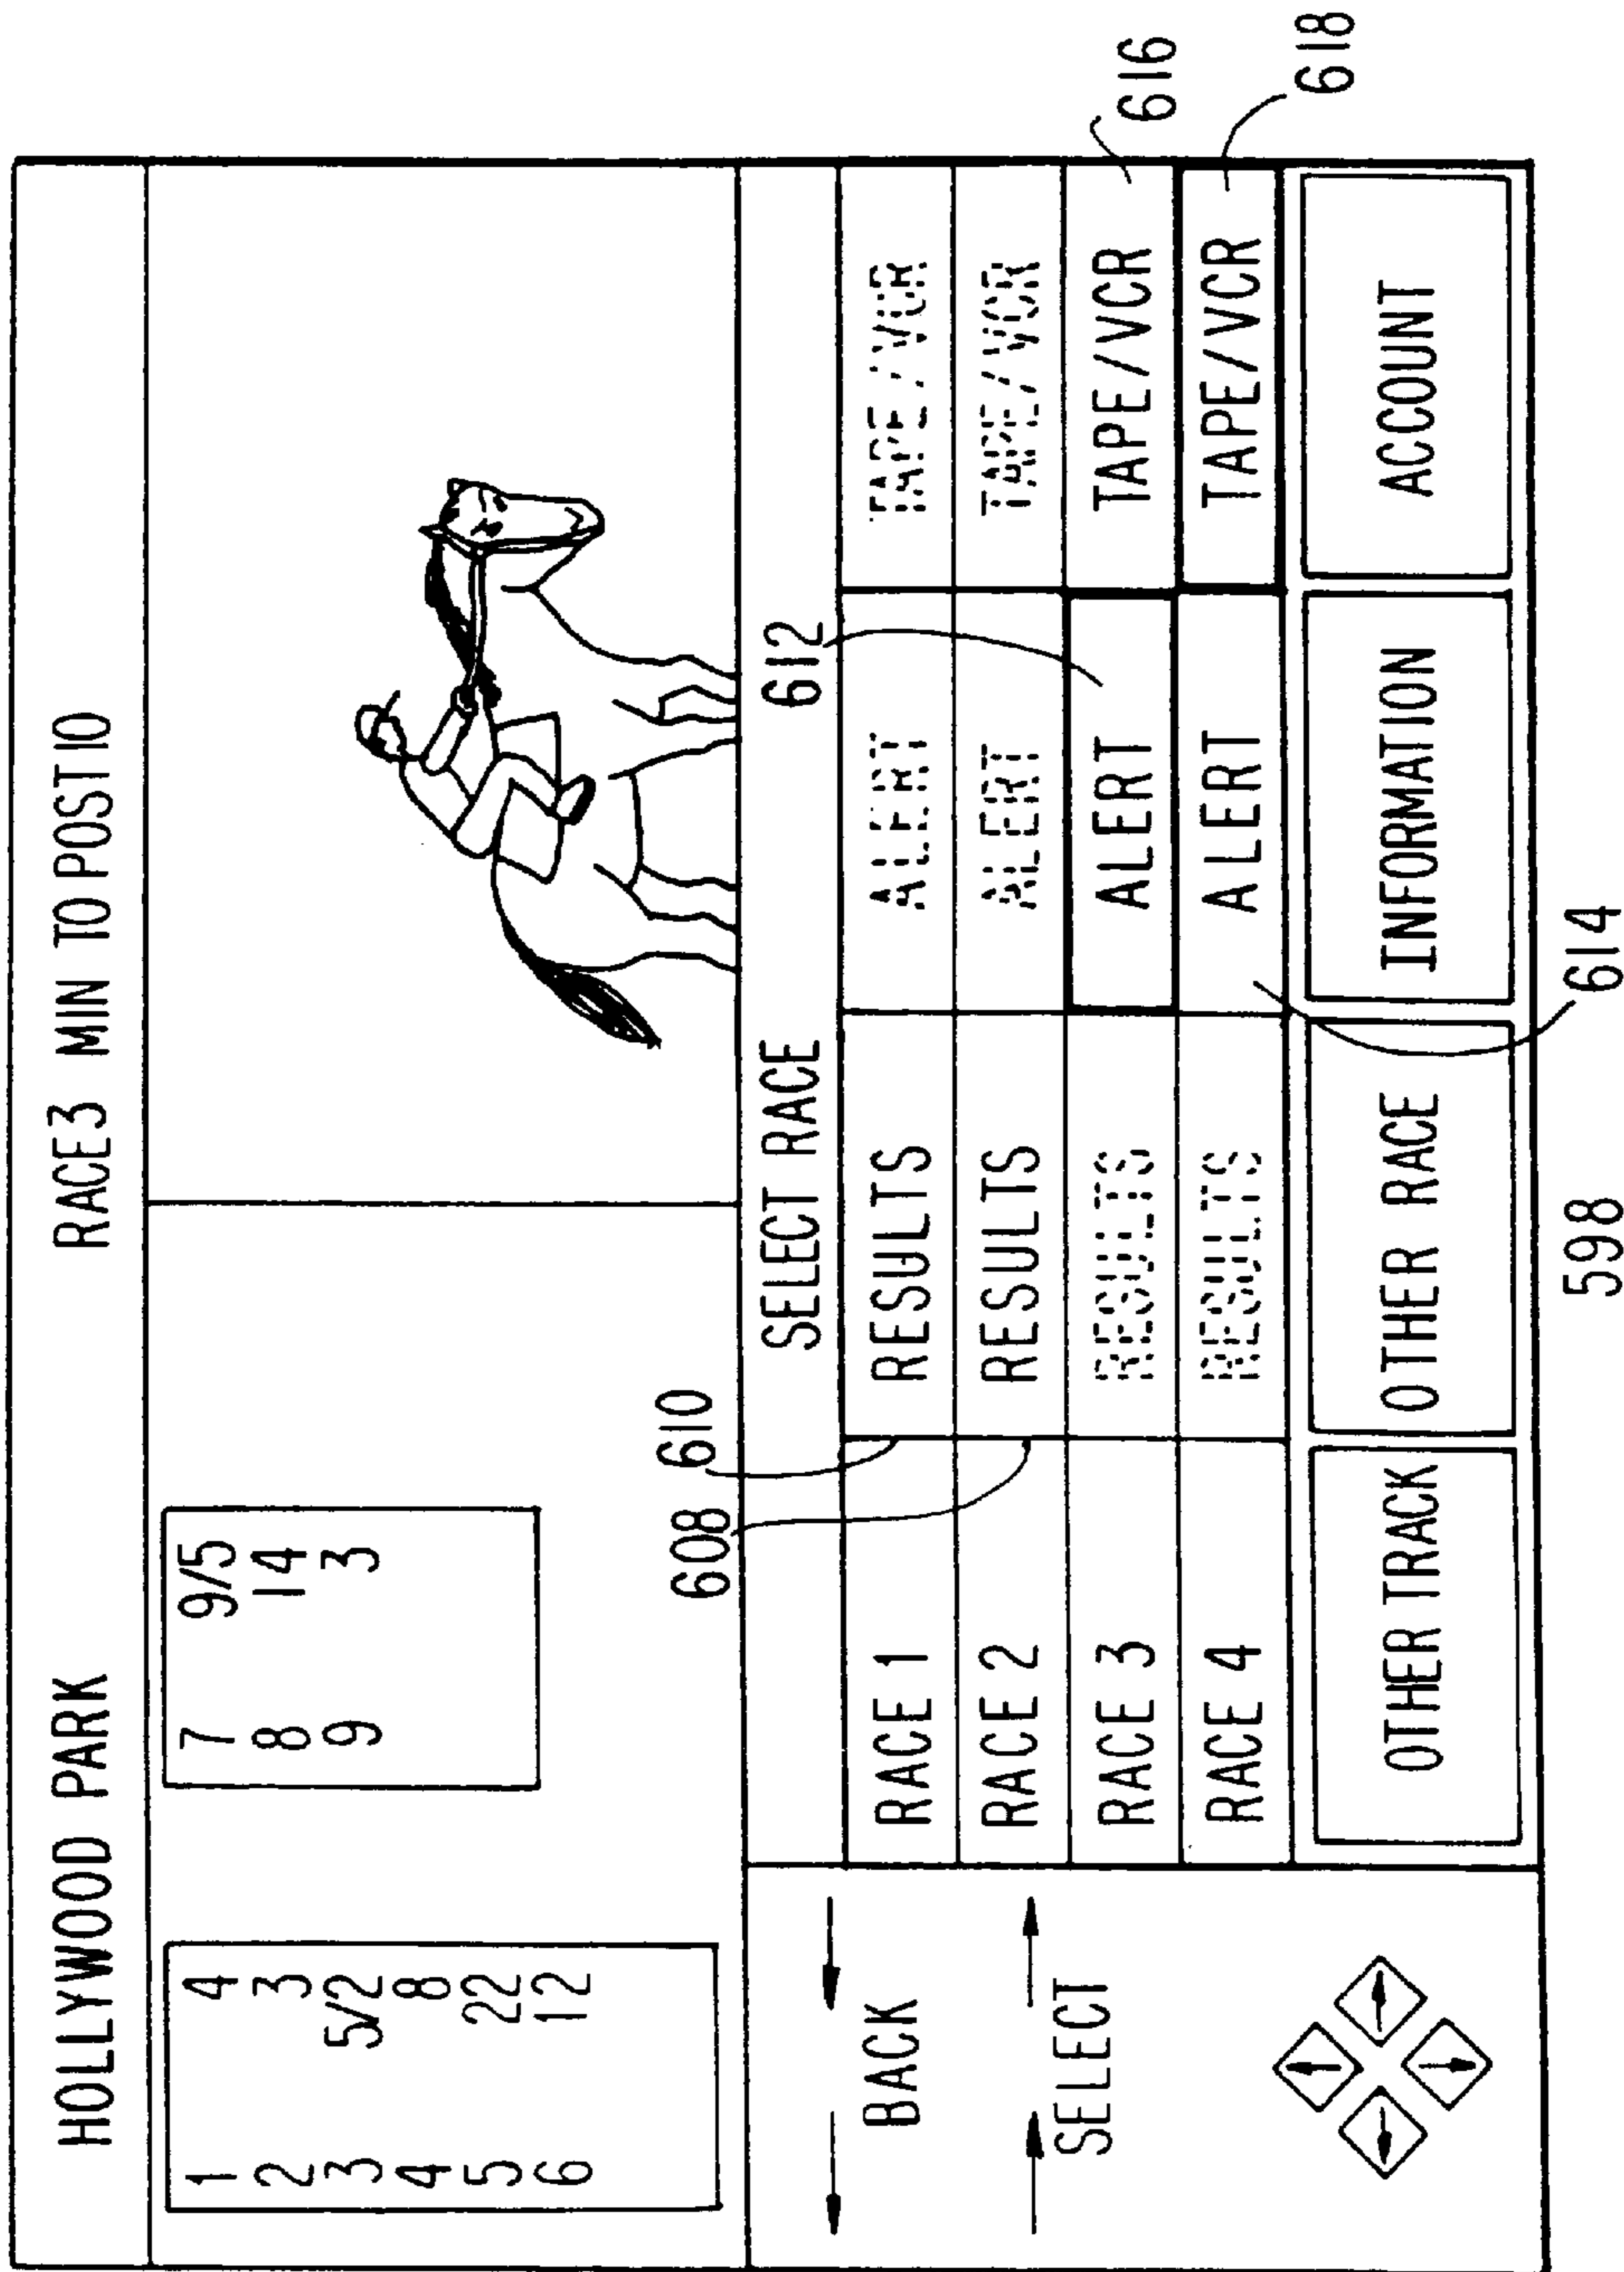 HOLLYWOOD PARK RACE3 MIN TO POST 10
1 4 7 9/5
2 3 8 14
3 5/2 9 3
4 8
5 22
6 12
608 610
SELECT RACE 612
BACK
SELECT
RACE 1 RESULTS ALERT TAPE/VCR
RACE 2 RESULTS ALERT TAPE/VCR
RACE 3 RESULTS ALERT TAPE/VCR 616
RACE 4 RESULTS ALERT TAPE/VCR 618
OTHER TRACK OTHER RACE INFORMATION ACCOUNT
598 614